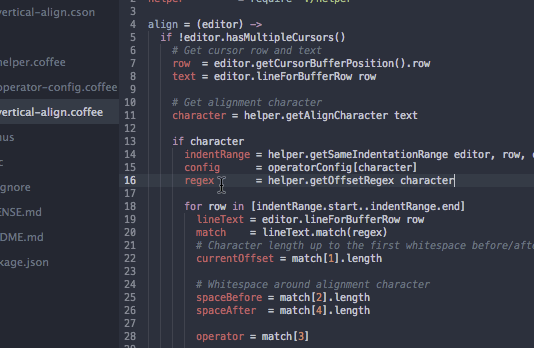 vertical-align.cson
helper.coffee
operator-config.coffee
vertical-align.coffee
nus
c
gnore
ENSE.md
DME.md
kage.json
4 align = (editor) ->
5 if !editor.hasMultipleCursors()
6 # Get cursor row and text
7 row  = editor.getCursorBufferPosition().row
8 text = editor.lineForBufferRow row
9
10 # Get alignment character
11 character = helper.getAlignCharacter text
12
13 if character
14 indentRange = helper.getSameIndentationRange editor, row,
15 config      = operatorConfig[character]
16 regex       = helper.getOffsetRegex character
17
18 for row in [indentRange.start..indentRange.end]
19 lineText = editor.lineForBufferRow row
20 match    = lineText.match(regex)
21 # Character length up to the first whitespace before/afte
22 currentOffset = match[1].length
23
24 # Whitespace around alignment character
25 spaceBefore = match[2].length
26 spaceAfter  = match[4].length
27
28 operator = match[3]